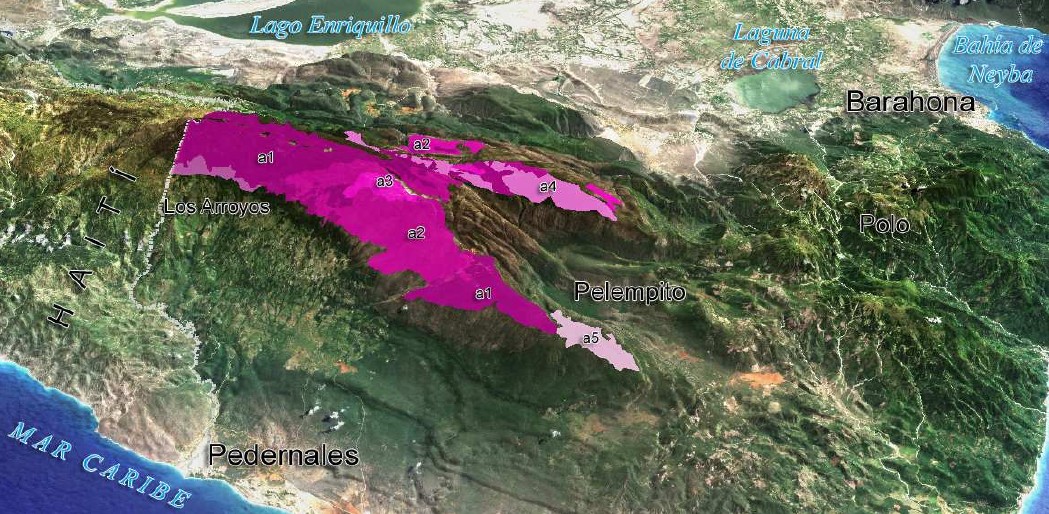 Lago Enriquillo
Laguna
de Cabral
Bahía de
Neyba
Barahona
a2
a1
a3
a4
HAITÍ
Los Arroyos
Polo
a2
a1
Pelempito
a5
Pedernales
MAR CARIBE